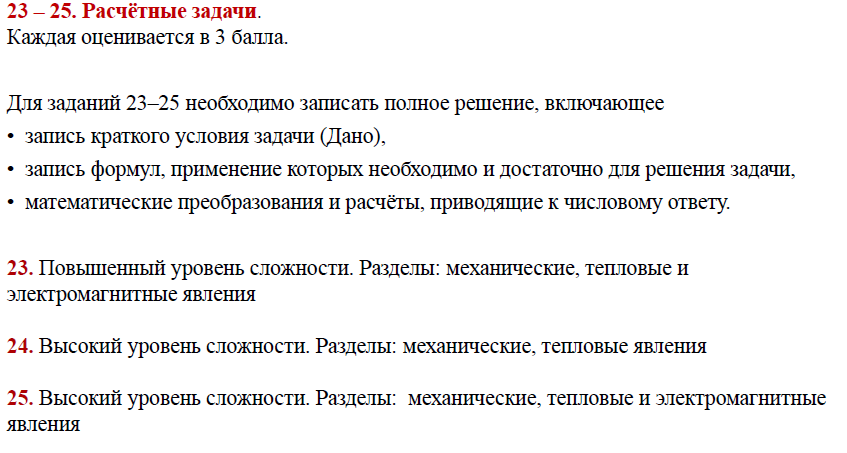 23 – 25. Расчётные задачи.
Каждая оценивается в 3 балла.
Для заданий 23–25 необходимо записать полное решение, включающее
• запись краткого условия задачи (Дано),
• запись формул, применение которых необходимо и достаточно для решения задачи,
• математические преобразования и расчёты, приводящие к числовому ответу.
23. Повышенный уровень сложности. Разделы: механические, тепловые и
электромагнитные явления
24. Высокий уровень сложности. Разделы: механические, тепловые явления
25. Высокий уровень сложности. Разделы: механические, тепловые и электромагнитные
явления